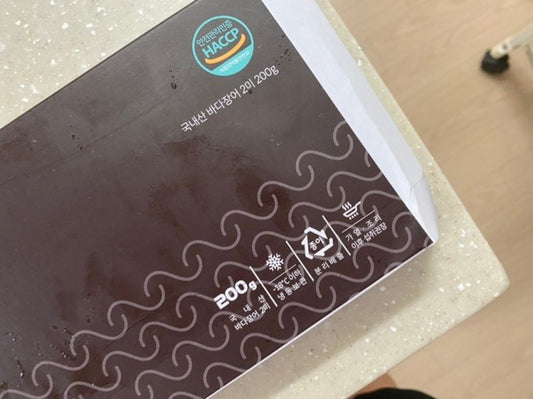 안전관리인증
HACCP
국내산 바다장어 2미 200g
200g
국내산
바다장어 2미
-18°C 이하
냉동보관
종이
분리배출
가열·조리
이후 섭취권장